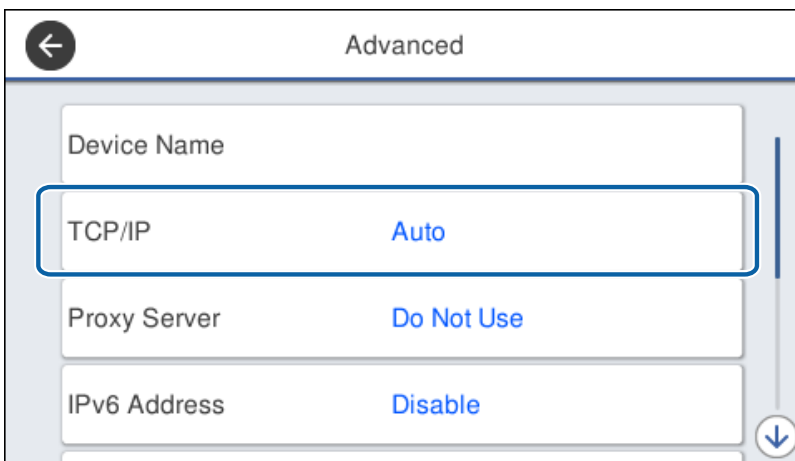 Advanced
Device Name
TCP/IP Auto
Proxy Server Do Not Use
IPv6 Address Disable